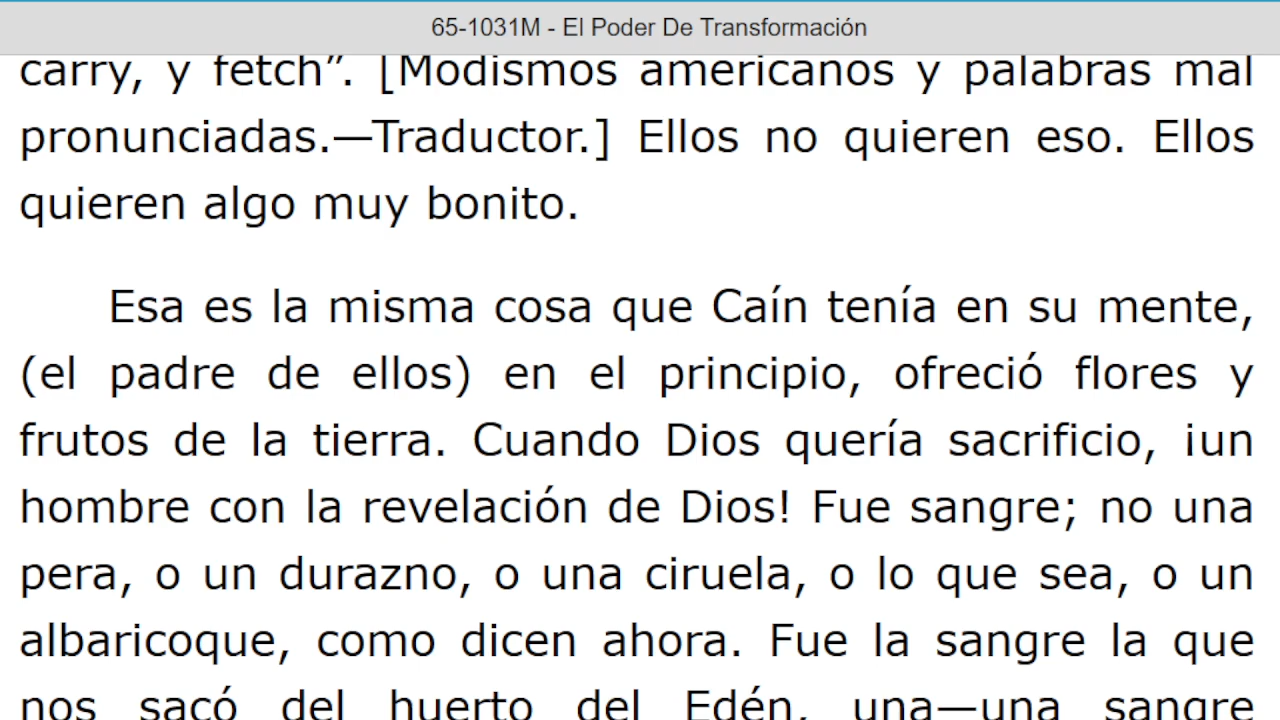 65-1031M - El Poder De Transformación
carry, y fetch”. [Modismos americanos y palabras mal
pronunciadas.—Traductor.] Ellos no quieren eso. Ellos
quieren algo muy bonito.
Esa es la misma cosa que Caín tenía en su mente,
(el padre de ellos) en el principio, ofreció flores y
frutos de la tierra. Cuando Dios quería sacrificio, ¡un
hombre con la revelación de Dios! Fue sangre; no una
pera, o un durazno, o una ciruela, o lo que sea, o un
albaricoque, como dicen ahora. Fue la sangre la que
nos sacó del huerto del Edén, una—una sangre